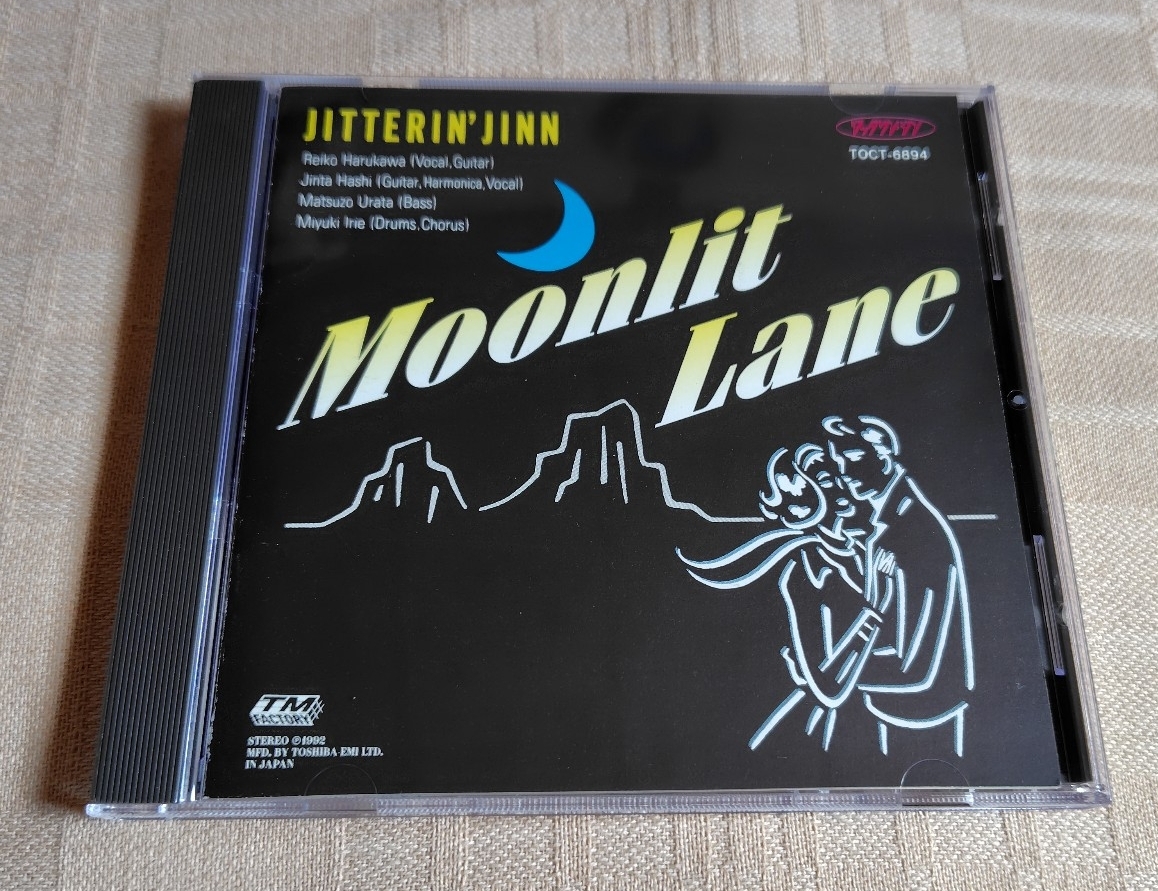 JITTERIN' JINN
Reiko Harukawa (Vocal, Guitar)
Jinta Hashi (Guitar, Harmonica, Vocal)
Matsuzo Urata (Bass)
Miyuki Irie (Drums, Chorus)
TOCT-6894
Moonlit
Lane
TM
FACTORY
STEREO ℗1992
MFD. BY TOSHIBA-EMI LTD.
IN JAPAN